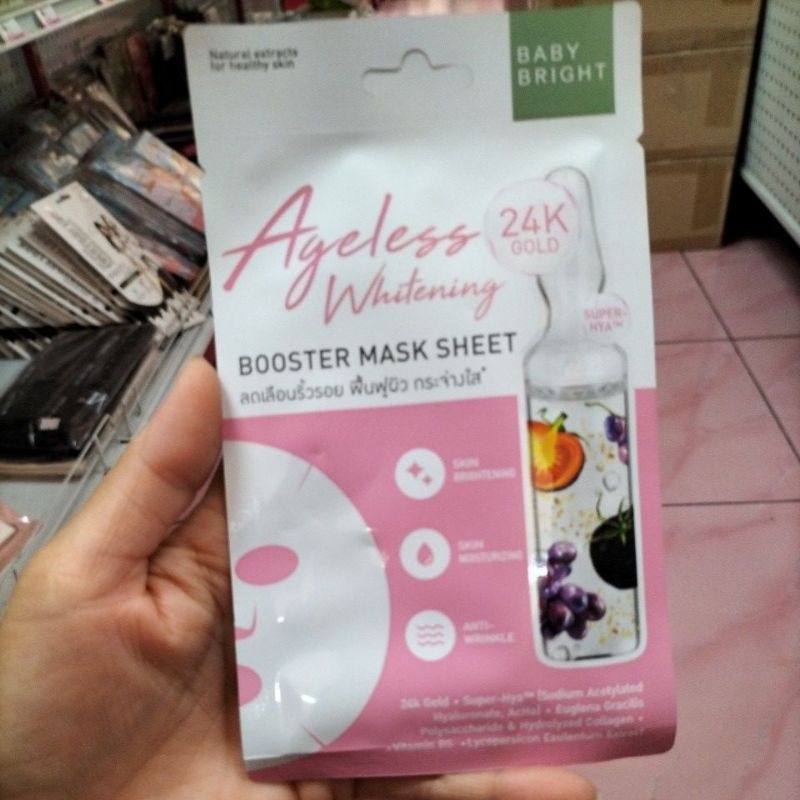 Natural extracts
for healthy skin
BABY
BRIGHT
Ageless
Whitening
24K
GOLD
SUPER-
HYA™
BOOSTER MASK SHEET
ลดเลือนริ้วรอย ฟื้นฟูผิว กระจ่างใส*
SKIN
BRIGHTENING
SKIN
MOISTURIZING
ANTI-
WRINKLE
24k Gold • Super-Hya™ (Sodium Acetylated
Hyaluronate, AcHa) • Euglena Gracilis
Polysaccharide & Hydrolyzed Collagen •
• Vitamin B5 • Lycopersicon Esulentum Extract